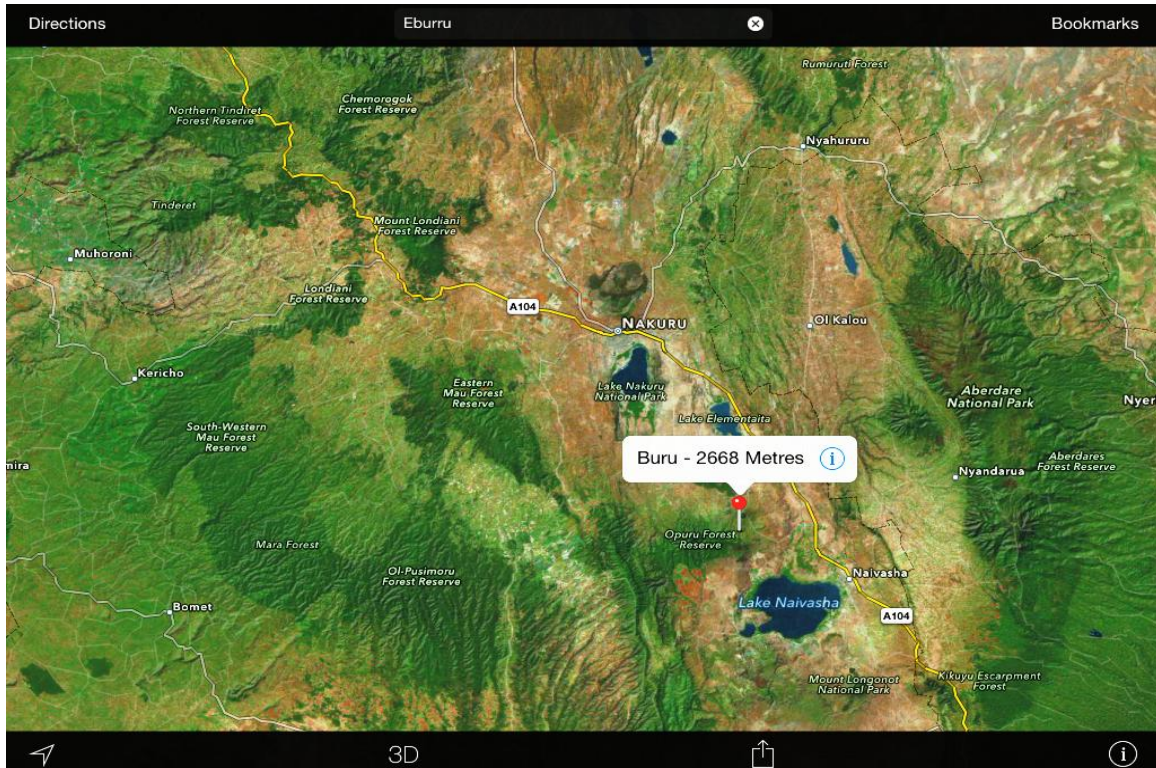 Directions
Eburru
Bookmarks
Rumuruti Forest
Chemorogok
Forest Reserve
Northern Tindiret
Forest Reserve
Nyahururu
Tinderet
Mount Londiani
Forest Reserve
Muhoroni
Londiani
Forest Reserve
A104
NAKURU
Ol Kalou
Kericho
Eastern
Mau Forest
Reserve
Lake Nakuru
National Park
Aberdare
National Park
Nyer
Lake Elementaita
South-Western
Mau Forest
Reserve
Buru - 2668 Metres
mira
Aberdares
Forest Reserve
Nyandarua
Opuru Forest
Reserve
Mara Forest
Ol-Pusimoru
Forest Reserve
Naivasha
Lake Naivasha
Bomet
A104
Mount Longonot
National Park
Kikuyu Escarpment
Forest
3D